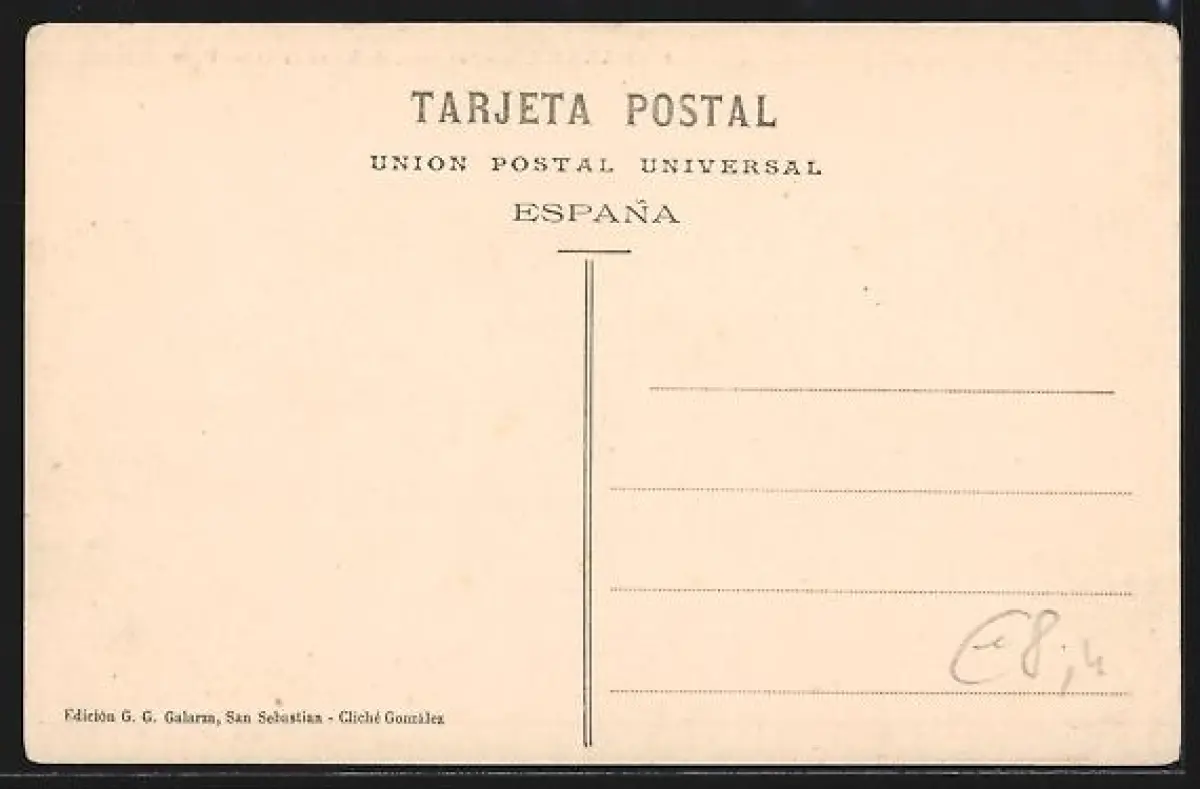 TARJETA POSTAL
UNION POSTAL UNIVERSAL
ESPAÑA
Edición G. G. Galarza, San Sebastian - Cliché González